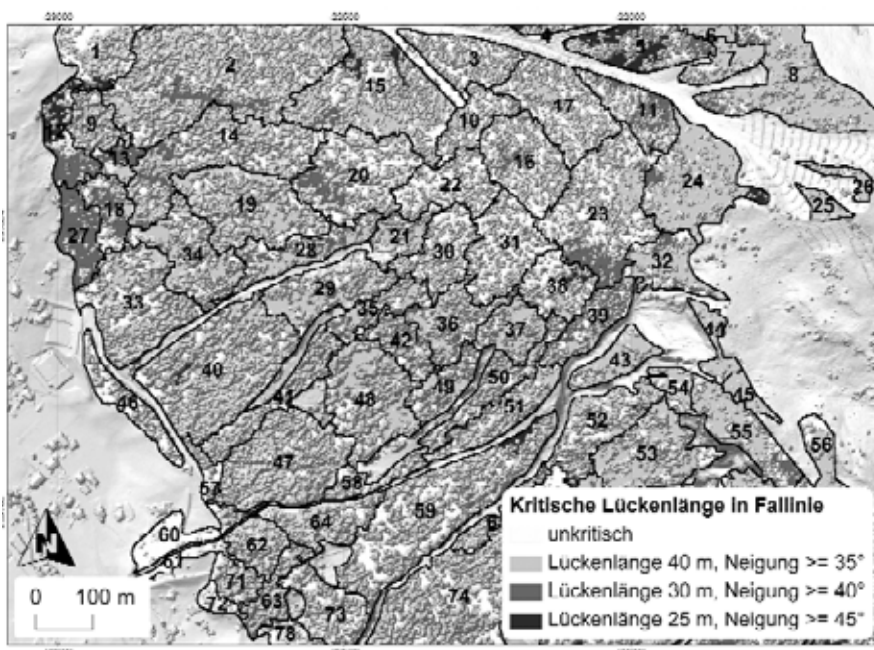 22000 22000
1 2 3 4 5 6 7 8
15 17 11
9 10
14 13 16 24
20 22
18 19 23 25 26
27 21 30 31 32
34 28
33 29 38
35 36 37 39
42
40 43
41 48 49 50 54
46 51 45
52 55 56
47 53
58 59
60 64
62
71
72 63 73 74
78
N
0 100 m
Kritische Lückenlänge in Fallinie
unkritisch
Lückenlänge 40 m, Neigung >= 35°
Lückenlänge 30 m, Neigung >= 40°
Lückenlänge 25 m, Neigung >= 45°